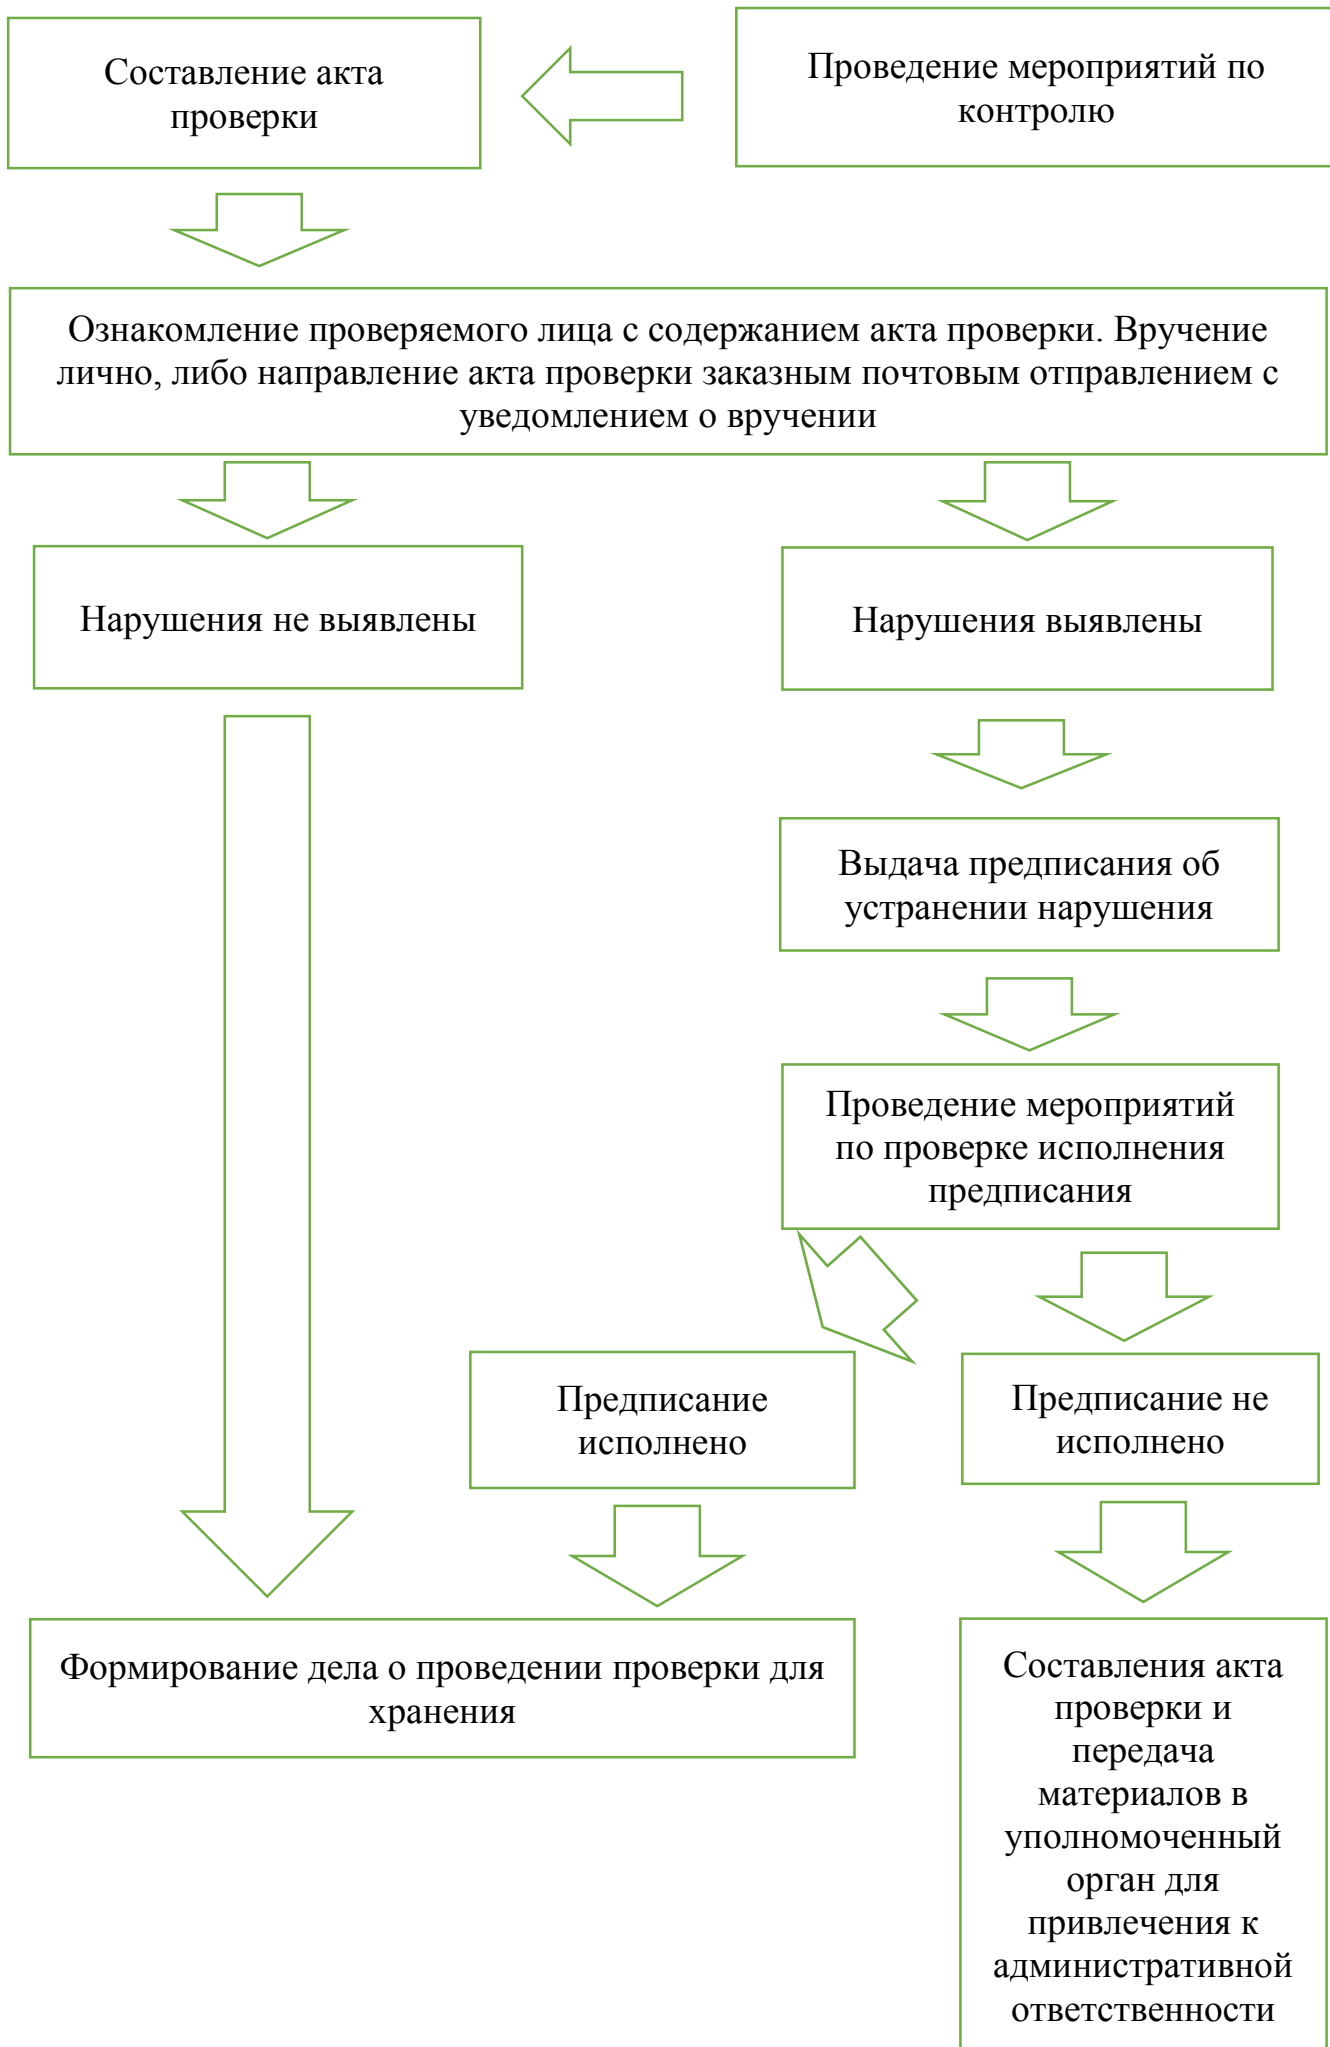 Составление акта
проверки
Проведение мероприятий по
контролю
Ознакомление проверяемого лица с содержанием акта проверки. Вручение
лично, либо направление акта проверки заказным почтовым отправлением с
уведомлением о вручении
Нарушения не выявлены
Нарушения выявлены
Выдача предписания об
устранении нарушения
Проведение мероприятий
по проверке исполнения
предписания
Предписание
исполнено
Предписание не
исполнено
Формирование дела о проведении проверки для
хранения
Составления акта
проверки и
передача
материалов в
уполномоченный
орган для
привлечения к
административной
ответственности